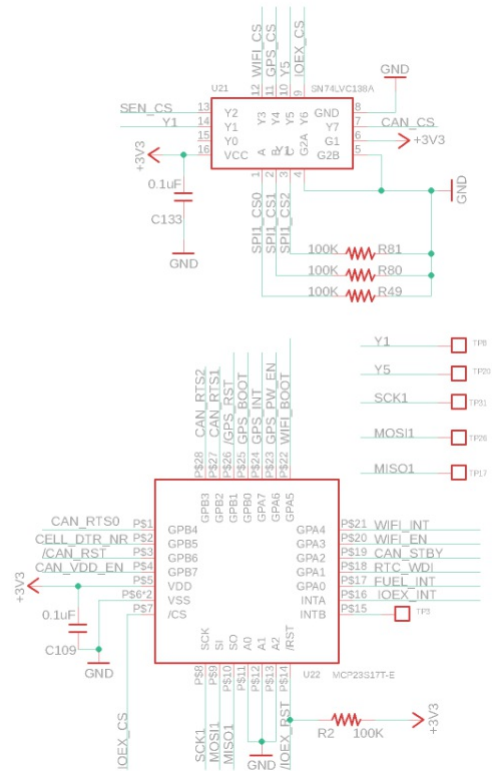 WIFI_CS
GPS_CS
Y5
IOEX_CS
12
11
10
9
U21
SN74LVC138A
GND
SEN_CS
13
Y2
Y3
Y4
Y5
Y6
GND
8
Y1
14
Y1
Y7
7
CAN_CS
15
Y0
G1
6
+3V3
+3V3
16
VCC
A
B
C
G2A
G2B
5
0.1uF
C133
GND
1
2
3
4
SPI1_CS0
SPI1_CS1
SPI1_CS2
GND
100K
R81
100K
R80
100K
R49
Y1
TP8
Y5
TP20
SCK1
TP31
MOSI1
TP26
MISO1
TP17
CAN_RTS2
CAN_RTS1
/GPS_RST
GPS_BOOT
GPS_INT
GPS_PW_EN
WIFI_BOOT
P$28
P$27
P$26
P$25
P$24
P$23
P$22
GPB3
GPB2
GPB1
GPB0
GPA7
GPA6
GPA5
CAN_RTS0
P$1
GPB4
GPA4
P$21
WIFI_INT
CELL_DTR_NR
P$2
GPB5
GPA3
P$20
WIFI_EN
/CAN_RST
P$3
GPB6
GPA2
P$19
CAN_STBY
CAN_VDD_EN
P$4
GPB7
GPA1
P$18
RTC_WDI
+3V3
P$5
VDD
GPA0
P$17
FUEL_INT
P$6*2
VSS
INTA
P$16
IOEX_INT
P$7
/CS
INTB
P$15
0.1uF
C109
GND
SCK
SI
SO
A0
A1
A2
/RST
U22
MCP23S17T-E
P$8
P$9
P$10
P$11
P$12
P$13
P$14
IOEX_CS
SCK1
MOSI1
MISO1
GND
/IOEX_RST
R2
100K
+3V3